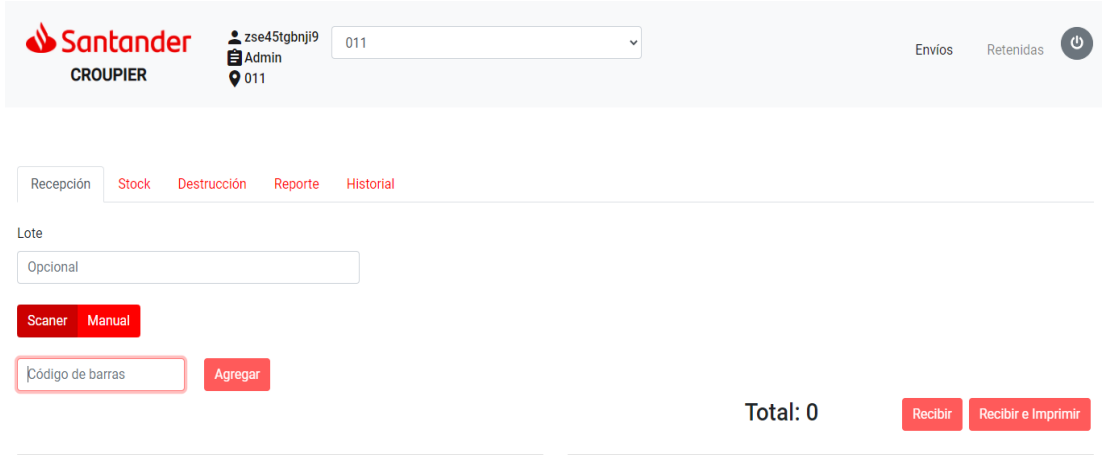 Santander
CROUPIER
zse45tgbnji9
Admin
011
011
Envíos
Retenidas
Recepción
Stock
Destrucción
Reporte
Historial
Lote
Opcional
Scaner
Manual
Código de barras
Agregar
Total: 0
Recibir
Recibir e Imprimir